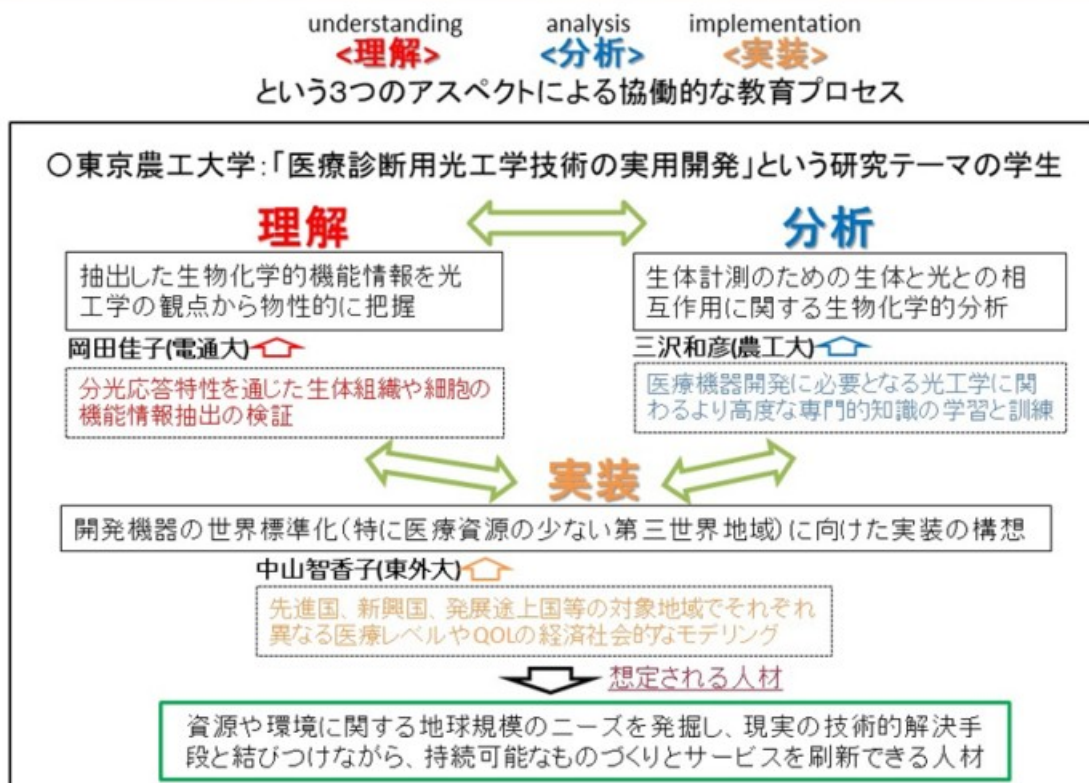 understanding analysis implementation
<理解> <分析> <実装>
という3つのアスペクトによる協働的な教育プロセス
○東京農工大学:「医療診断用光工学技術の実用開発」という研究テーマの学生
理解
抽出した生物化学的機能情報を光
工学の観点から物性的に把握
岡田佳子(電通大)
分光応答特性を通じた生体組織や細胞の
機能情報抽出の検証
分析
生体計測のための生体と光との相
互作用に関する生物化学的分析
三沢和彦(農工大)
医療機器開発に必要となる光工学に関
わるより高度な専門的知識の学習と訓練
実装
開発機器の世界標準化(特に医療資源の少ない第三世界地域)に向けた実装の構想
中山智香子(東外大)
先進国、新興国、発展途上国等の対象地域でそれぞれ
異なる医療レベルやQOLの経済社会的なモデリング
想定される人材
資源や環境に関する地球規模のニーズを発掘し、現実の技術的解決手
段と結びつけながら、持続可能なものづくりとサービスを刷新できる人材